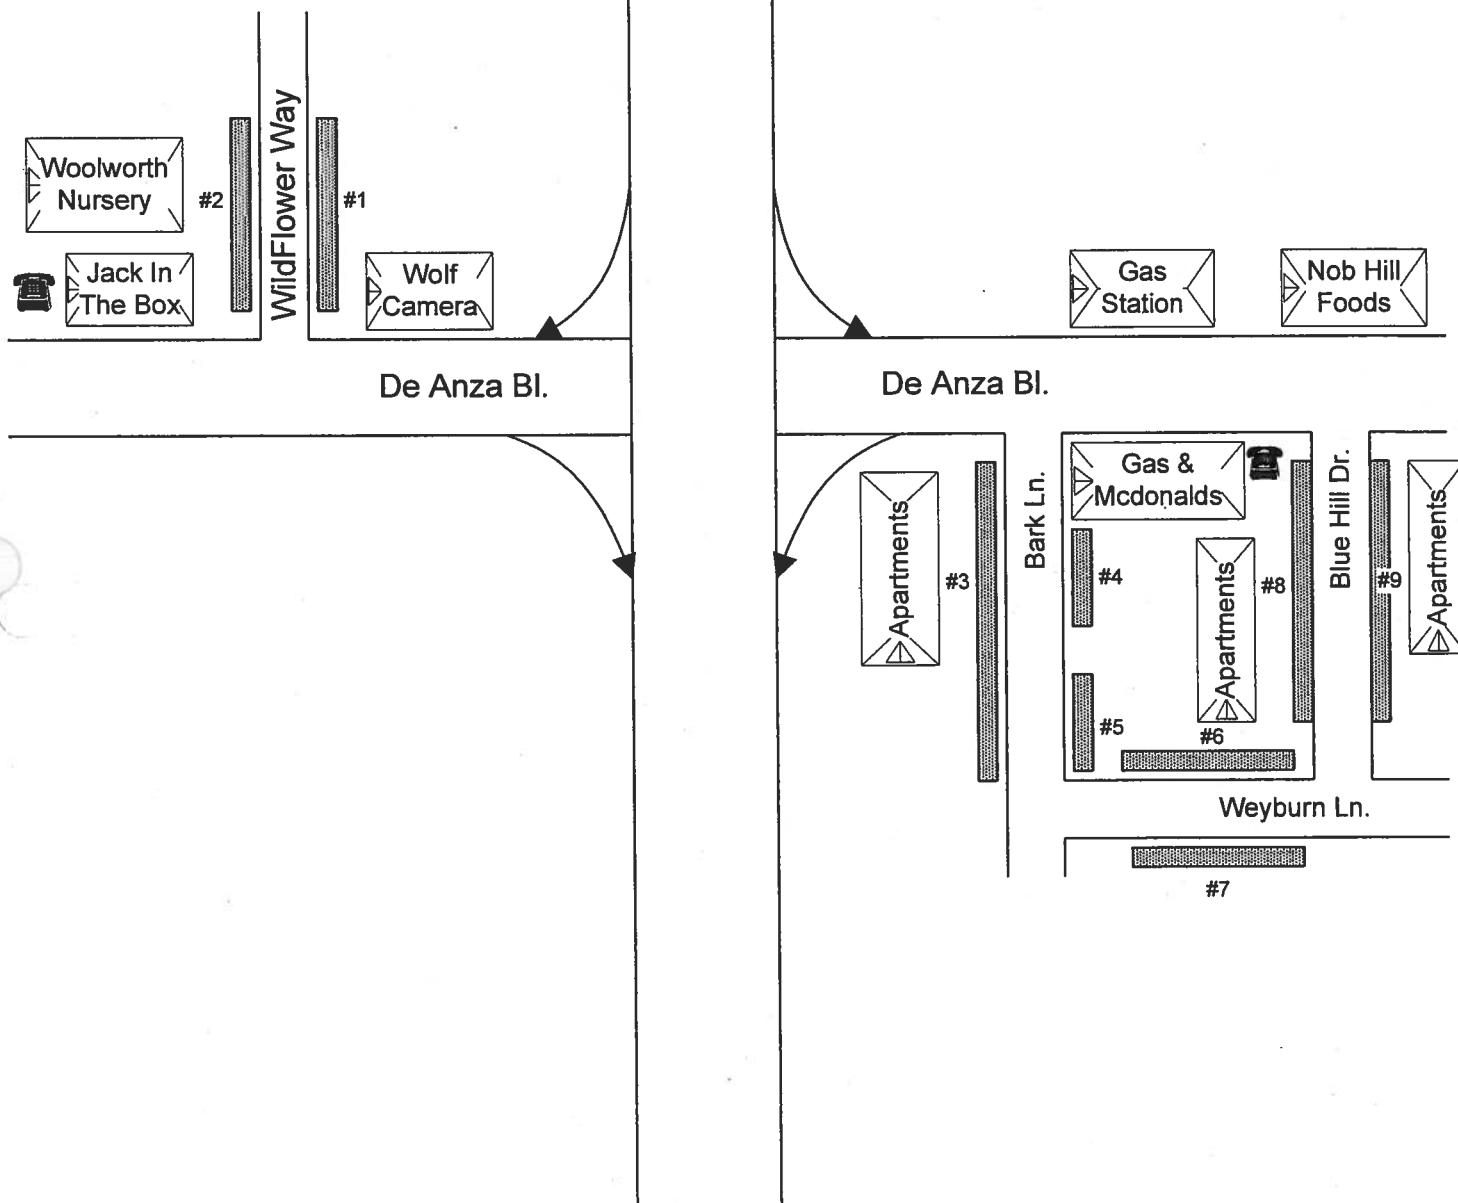 WildFlower Way
Woolworth
Nursery
#2
#1
Jack In
The Box
Wolf
Camera
Gas
Station
Nob Hill
Foods
De Anza Bl.
De Anza Bl.
Apartments
#3
Bark Ln.
Gas &
Mcdonalds
#4
Apartments
#8
Blue Hill Dr.
#9
Apartments
#5
#6
Weyburn Ln.
#7